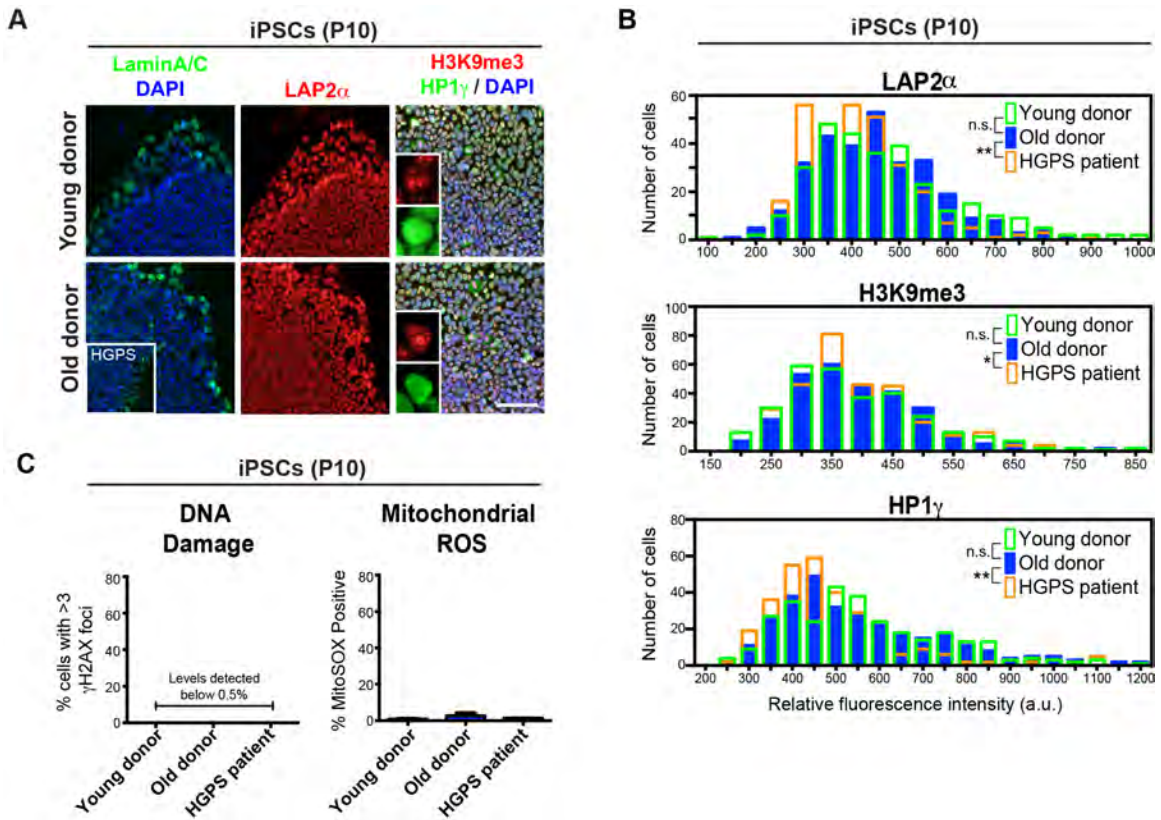 A
iPSCs (P10)
LaminA/C
DAPI
LAP2α
H3K9me3
HP1γ / DAPI
Young donor
Old donor
HGPS
B
iPSCs (P10)
LAP2α
Number of cells
60
40
20
0
100 200 300 400 500 600 700 800 900 1000
n.s.
**
Young donor
Old donor
HGPS patient
H3K9me3
Number of cells
100
80
60
40
20
0
150 250 350 450 550 650 750 850
n.s.
*
Young donor
Old donor
HGPS patient
HP1γ
Number of cells
80
60
40
20
0
200 300 400 500 600 700 800 900 1000 1100 1200
n.s.
**
Young donor
Old donor
HGPS patient
Relative fluorescence intensity (a.u.)
C
iPSCs (P10)
DNA
Damage
% cells with >3
γH2AX foci
80
60
40
20
0
Levels detected
below 0,5%
Young donor
Old donor
HGPS patient
Mitochondrial
ROS
% MitoSOX Positive
80
60
40
20
0
Young donor
Old donor
HGPS patient